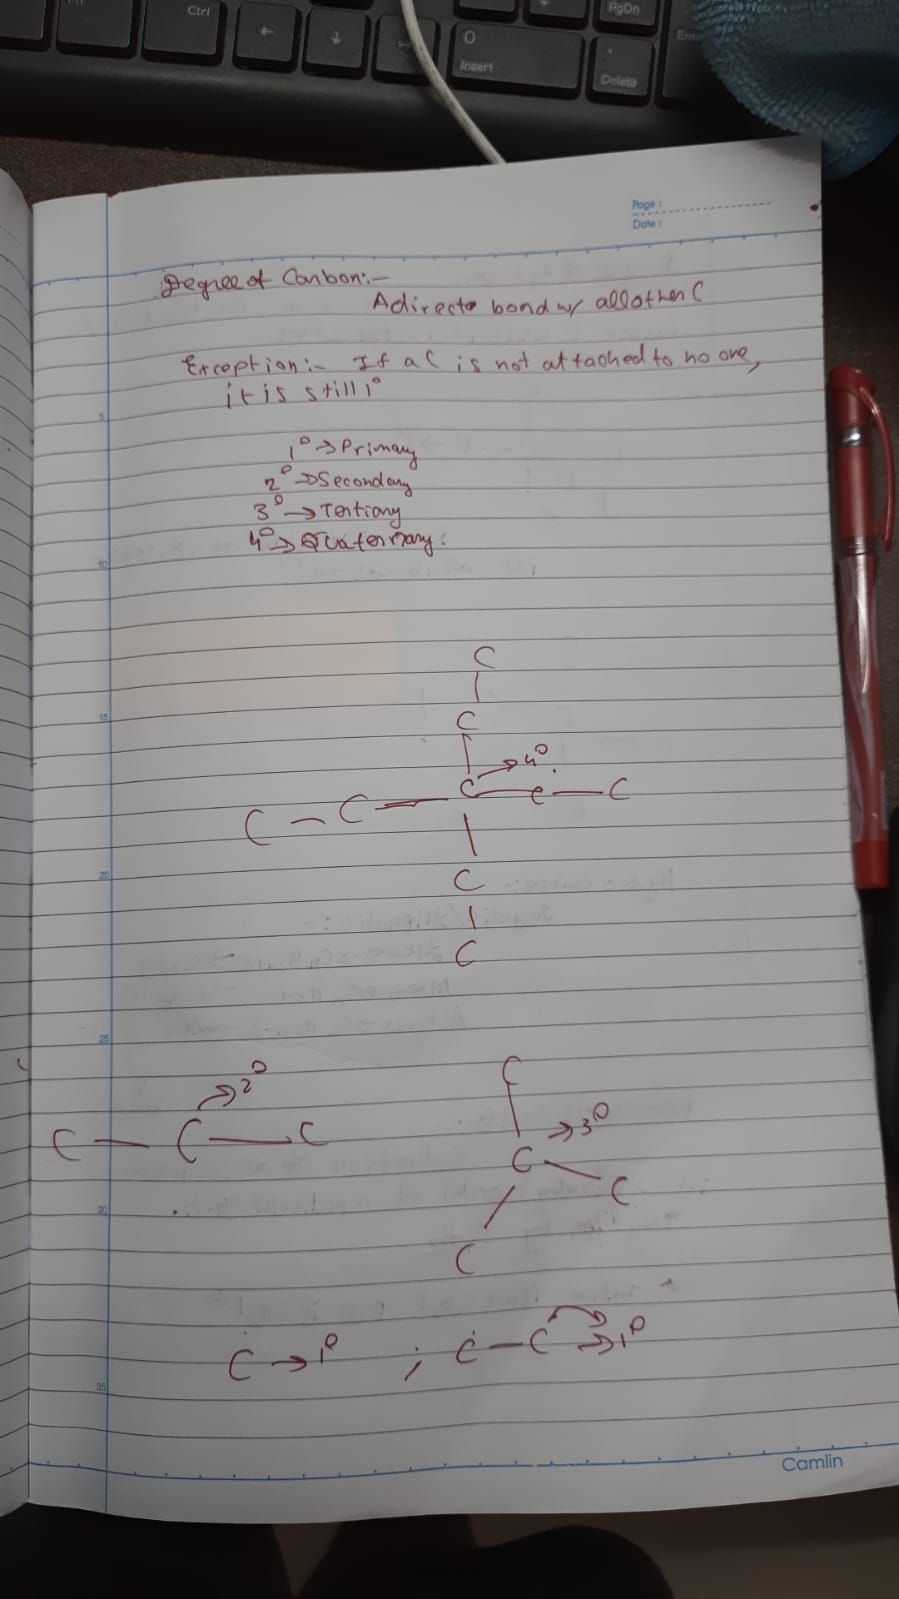 Ctrl
PgDn
←
↓
0
Insert
.
Delete
Page :
Date :
Degree of Carbon:-
A directo bond w/ all other C
Exception:- If a C is not attached to no one,
it is still 1°
1° → Primary
2° → Secondary
3° → Tertiary
4° → Quaternary.
C
C
C → 4°
C - C - C - C - C
C
C
C - C - C → 2°
C
C → 3°
C
C
C → 1° ; C - C → 1°
5
10
15
20
25
30
35
Camlin